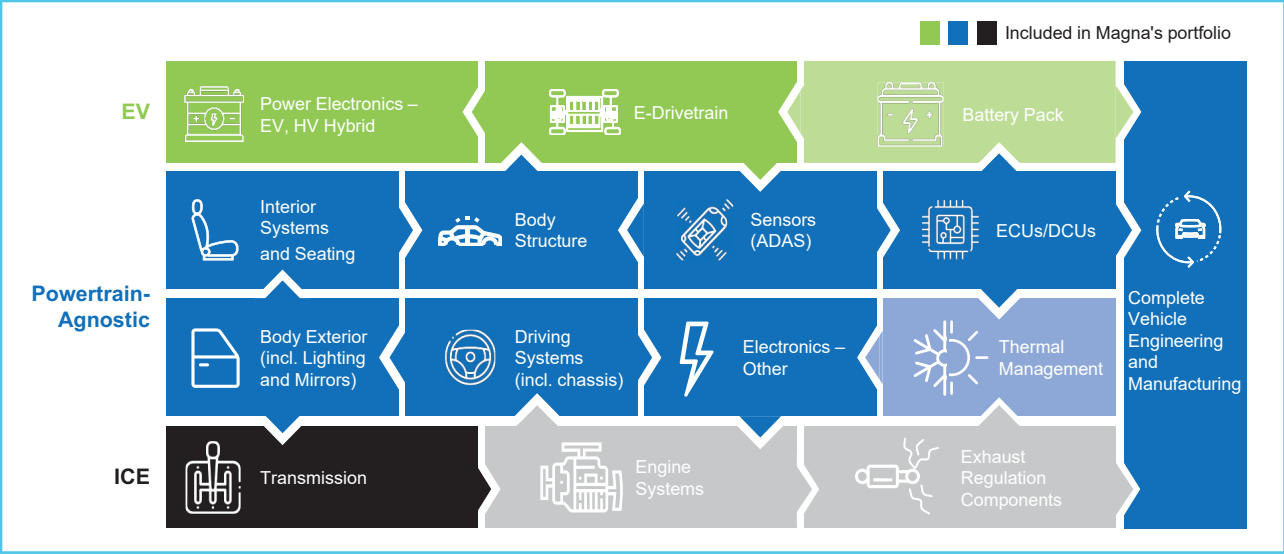 Included in Magna's portfolio
EV
Power Electronics –
EV, HV Hybrid
E-Drivetrain
Battery Pack
Powertrain-
Agnostic
Interior
Systems
and Seating
Body
Structure
Sensors
(ADAS)
ECUs/DCUs
Body Exterior
(incl. Lighting
and Mirrors)
Driving
Systems
(incl. chassis)
Electronics –
Other
Thermal
Management
Complete
Vehicle
Engineering
and
Manufacturing
ICE
Transmission
Engine
Systems
Exhaust
Regulation
Components